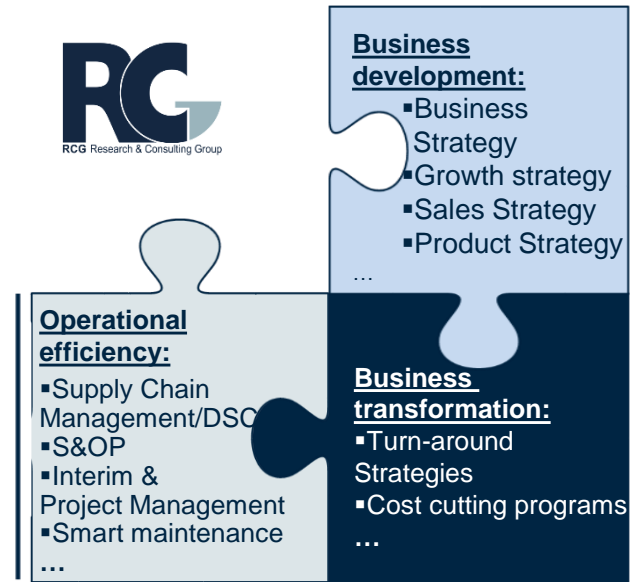 RCG
RCG Research & Consulting Group
Business
development:
▪Business
Strategy
▪Growth strategy
▪Sales Strategy
▪Product Strategy
…
Operational
efficiency:
▪Supply Chain
Management/DSC
▪S&OP
▪Interim &
Project Management
▪Smart maintenance
…
Business
transformation:
▪Turn-around
Strategies
▪Cost cutting programs
…